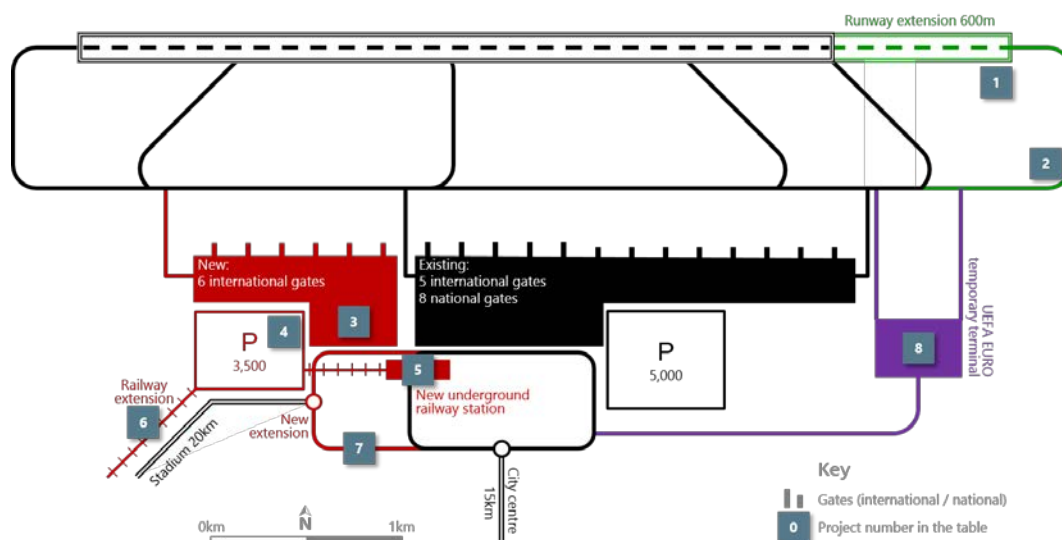 Runway extension 600m
1
2
New:
6 international gates
Existing:
5 international gates
8 national gates
3
4
P
3,500
5
P
5,000
8
UEFA EURO
temporary terminal
New underground
railway station
Railway
extension
6
Stadium 20km
New
extension
7
City centre
15km
Key
Gates (international / national)
0
Project number in the table
0km
N
1km